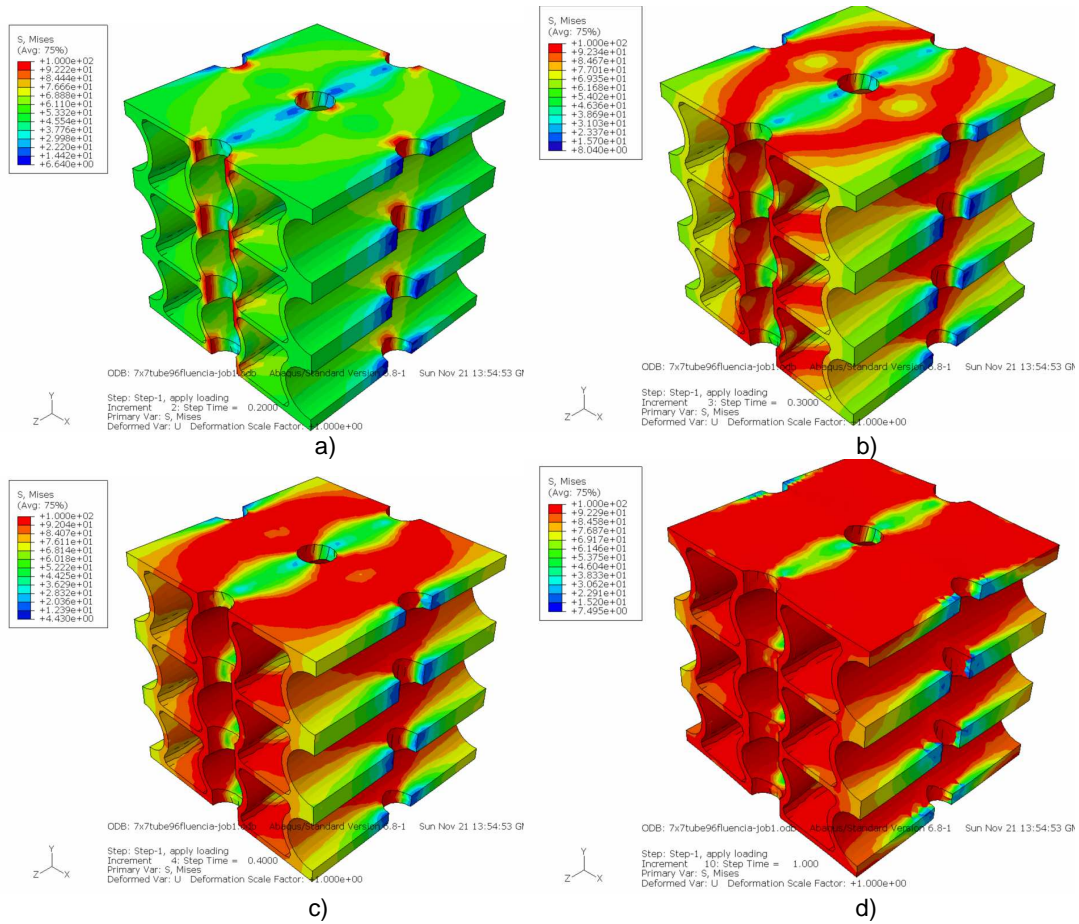 S, Mises
(Avg: 75%)
+1.000e+02
+9.222e+01
+8.444e+01
+7.666e+01
+6.888e+01
+6.110e+01
+5.332e+01
+4.554e+01
+3.776e+01
+2.998e+01
+2.220e+01
+1.442e+01
+6.640e+00
ODB: 7x7tube96fluencia-job1.odb Abaqus/Standard Version 6.8-1 Sun Nov 21 13:54:53 GM
Step: Step-1, apply loading
Increment 2: Step Time = 0.2000
Primary Var: S, Mises
Deformed Var: U Deformation Scale Factor: +1.000e+00
Y
Z X
a)
S, Mises
(Avg: 75%)
+1.000e+02
+9.234e+01
+8.467e+01
+7.701e+01
+6.935e+01
+6.168e+01
+5.402e+01
+4.636e+01
+3.869e+01
+3.103e+01
+2.337e+01
+1.570e+01
+8.040e+00
ODB: 7x7tube96fluencia-job1.odb Abaqus/Standard Version 6.8-1 Sun Nov 21 13:54:53 GM
Step: Step-1, apply loading
Increment 3: Step Time = 0.3000
Primary Var: S, Mises
Deformed Var: U Deformation Scale Factor: +1.000e+00
Y
Z X
b)
S, Mises
(Avg: 75%)
+1.000e+02
+9.204e+01
+8.407e+01
+7.611e+01
+6.814e+01
+6.018e+01
+5.222e+01
+4.425e+01
+3.629e+01
+2.832e+01
+2.036e+01
+1.239e+01
+4.430e+00
ODB: 7x7tube96fluencia-job1.odb Abaqus/Standard Version 6.8-1 Sun Nov 21 13:54:53 GM
Step: Step-1, apply loading
Increment 4: Step Time = 0.4000
Primary Var: S, Mises
Deformed Var: U Deformation Scale Factor: +1.000e+00
Y
Z X
c)
S, Mises
(Avg: 75%)
+1.000e+02
+9.229e+01
+8.458e+01
+7.687e+01
+6.917e+01
+6.146e+01
+5.375e+01
+4.604e+01
+3.833e+01
+3.062e+01
+2.291e+01
+1.520e+01
+7.495e+00
ODB: 7x7tube96fluencia-job1.odb Abaqus/Standard Version 6.8-1 Sun Nov 21 13:54:53 GM
Step: Step-1, apply loading
Increment 10: Step Time = 1.000
Primary Var: S, Mises
Deformed Var: U Deformation Scale Factor: +1.000e+00
Y
Z X
d)